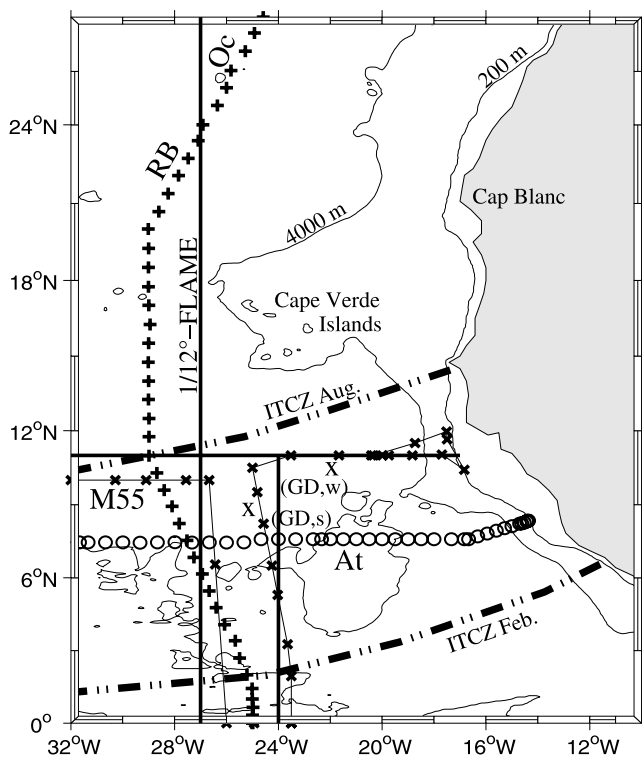 Oc
200 m
24°N
RB
Cap Blanc
4000 m
18°N
1/12°−FLAME
Cape Verde
Islands
ITCZ Aug.
12°N
x
M55
(GD,w)
x
(GD,s)
At
6°N
ITCZ Feb.
0°
32°W
28°W
24°W
20°W
16°W
12°W